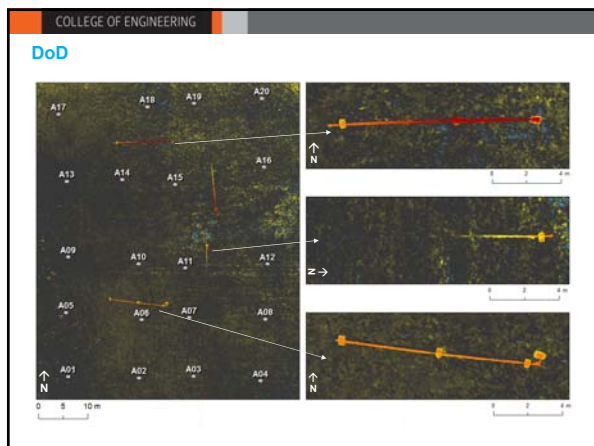 COLLEGE OF ENGINEERING
DoD
A17
A18
A19
A20
A13
A14
A15
A16
A09
A10
A11
A12
A05
A06
A07
A08
A01
A02
A03
A04
N
0 5 10 m
N
0 2 4 m
N
0 2 4 m
N
0 2 4 m